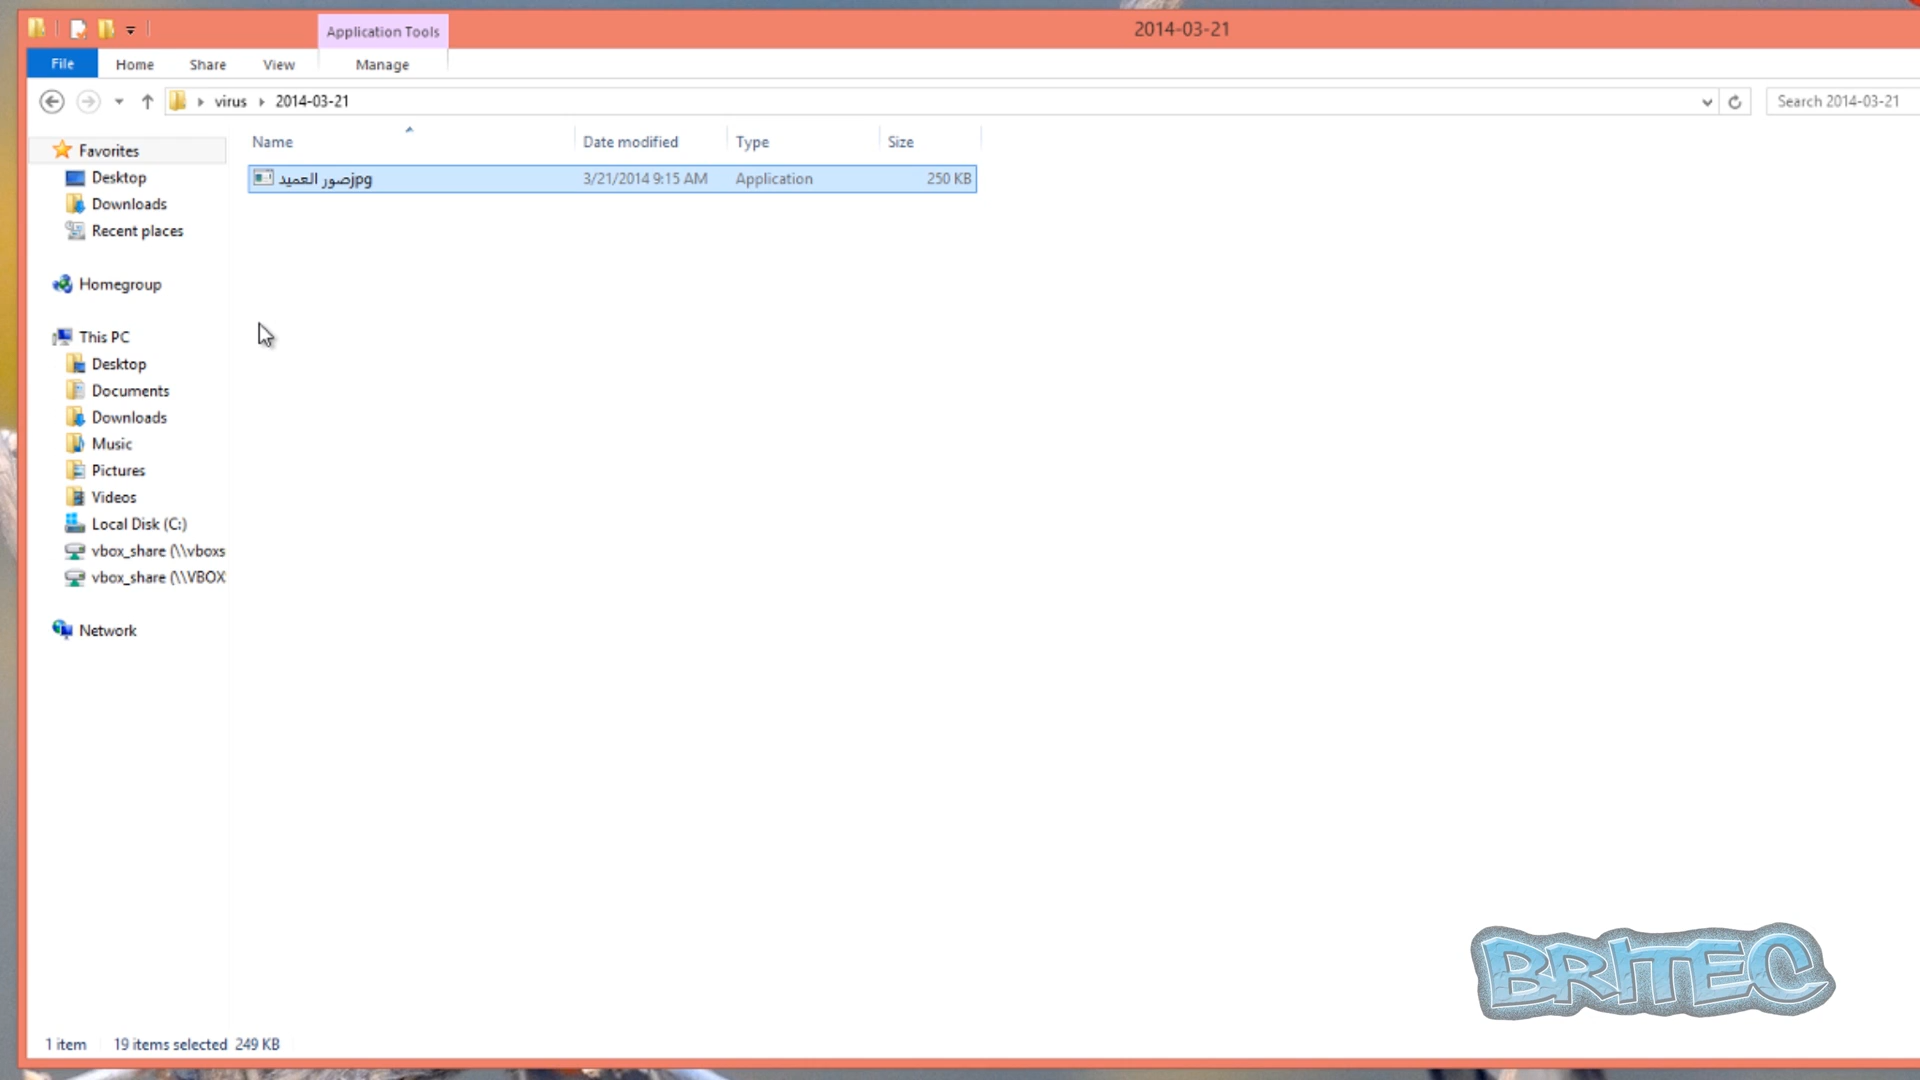 Application Tools
2014-03-21
File Home Share View Manage
virus 2014-03-21
Search 2014-03-21
Name Date modified Type Size
صور العميدjpg 3/21/2014 9:15 AM Application 250 KB
Favorites
Desktop
Downloads
Recent places
Homegroup
This PC
Desktop
Documents
Downloads
Music
Pictures
Videos
Local Disk (C:)
vbox_share (\\vboxs
vbox_share (\\VBOX
Network
BRITEC
1 item 19 items selected 249 KB